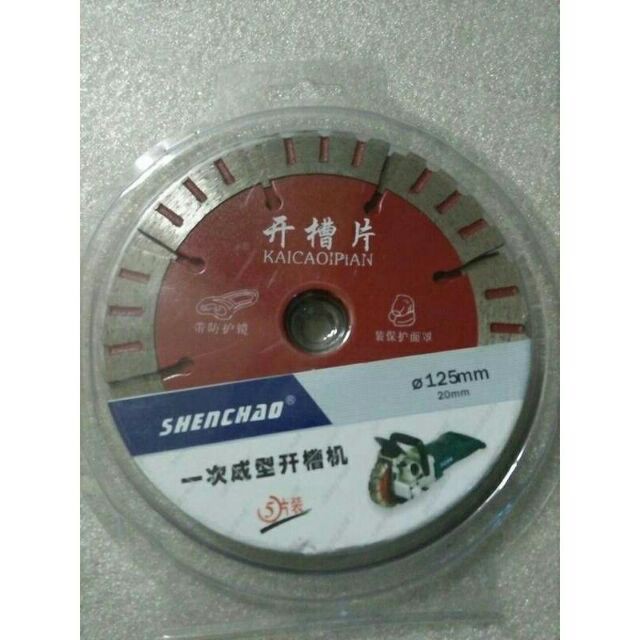 开槽片
KAICAOIPIAN
带防护镜
装保护面罩
ø125mm
20mm
SHENCHAO®
一次成型开槽机
5片装